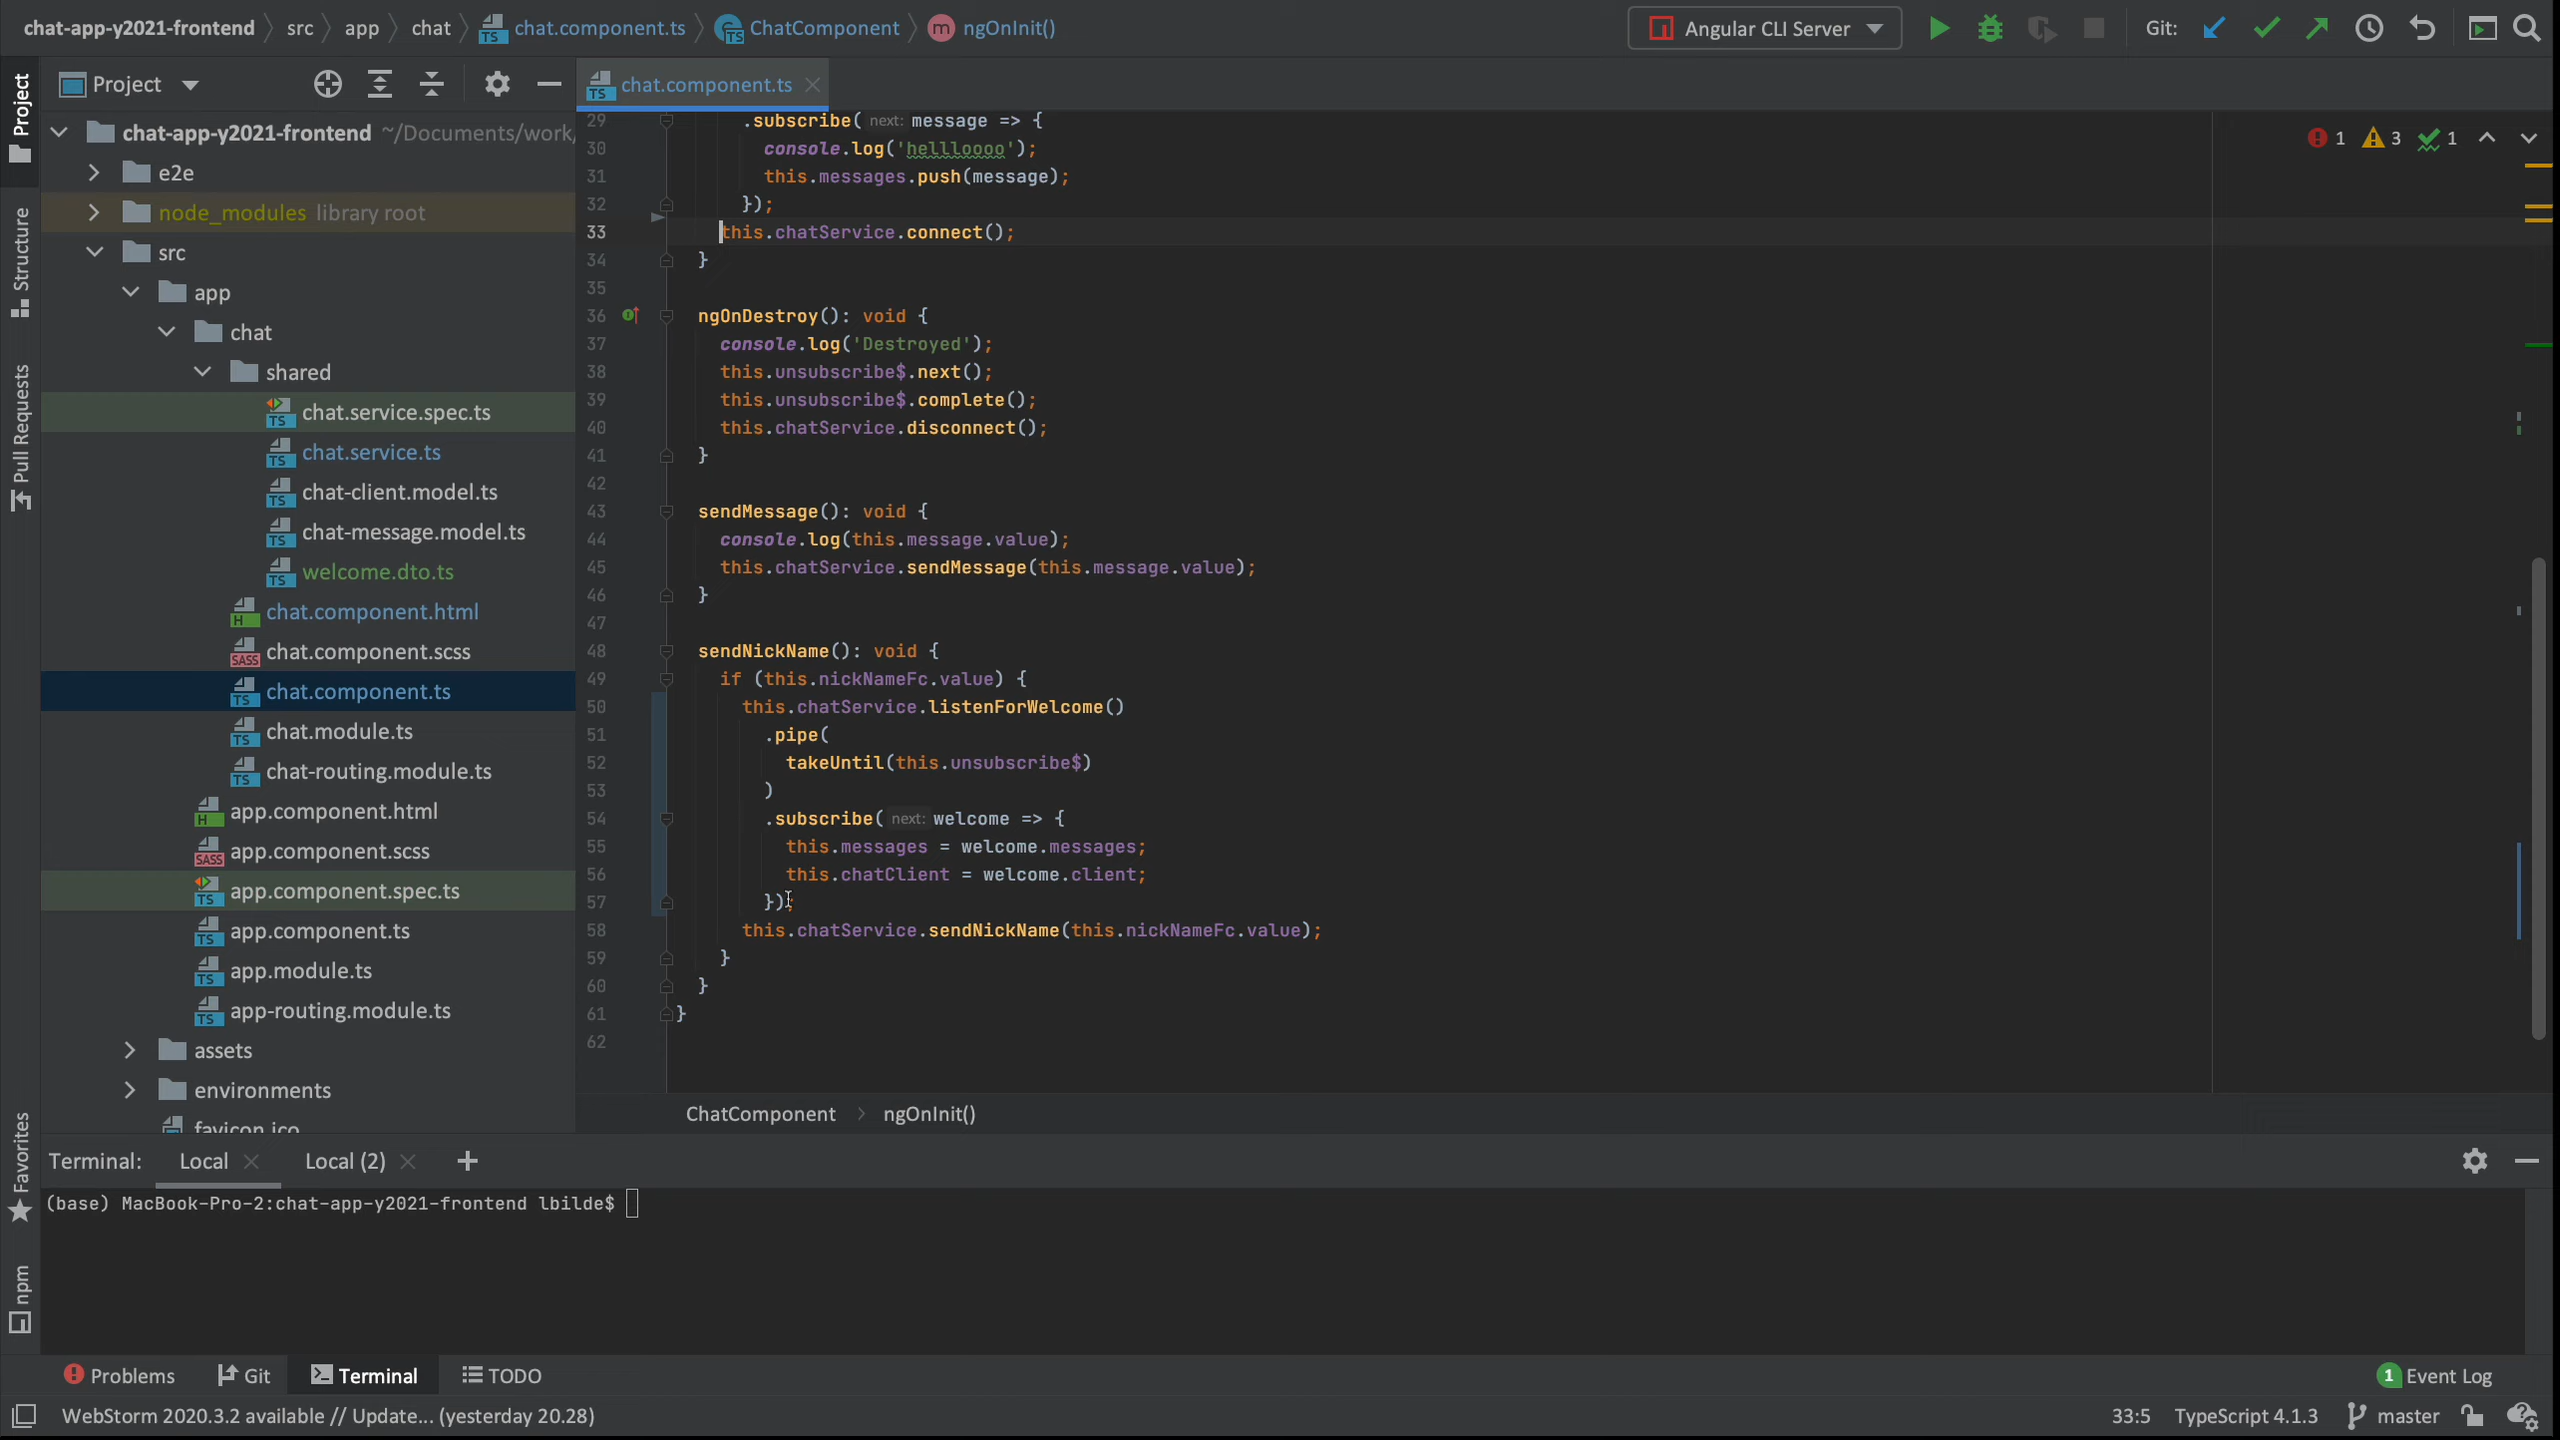 chat-app-y2021-frontend > src > app > chat > chat.component.ts > ChatComponent > m ngOnInit()
Angular CLI Server
Git:
Project
chat.component.ts
Project
Structure
Pull Requests
Favorites
npm
chat-app-y2021-frontend ~/Documents/work/
e2e
node_modules library root
src
app
chat
shared
chat.service.spec.ts
chat.service.ts
chat-client.model.ts
chat-message.model.ts
welcome.dto.ts
chat.component.html
chat.component.scss
chat.component.ts
chat.module.ts
chat-routing.module.ts
app.component.html
app.component.scss
app.component.spec.ts
app.component.ts
app.module.ts
app-routing.module.ts
assets
environments
favicon.ico
1 3 1
29 .subscribe( next: message => {
30 console.log('hellloooo');
31 this.messages.push(message);
32 });
33 this.chatService.connect();
34 }
35
36 ngOnDestroy(): void {
37 console.log('Destroyed');
38 this.unsubscribe$.next();
39 this.unsubscribe$.complete();
40 this.chatService.disconnect();
41 }
42
43 sendMessage(): void {
44 console.log(this.message.value);
45 this.chatService.sendMessage(this.message.value);
46 }
47
48 sendNickName(): void {
49 if (this.nickNameFc.value) {
50 this.chatService.listenForWelcome()
51 .pipe(
52 takeUntil(this.unsubscribe$)
53 )
54 .subscribe( next: welcome => {
55 this.messages = welcome.messages;
56 this.chatClient = welcome.client;
57 });
58 this.chatService.sendNickName(this.nickNameFc.value);
59 }
60 }
61 }
62
ChatComponent > ngOnInit()
Terminal: Local Local (2) +
(base) MacBook-Pro-2:chat-app-y2021-frontend lbilde$
Problems Git Terminal TODO
1 Event Log
WebStorm 2020.3.2 available // Update... (yesterday 20.28)
33:5 TypeScript 4.1.3 master